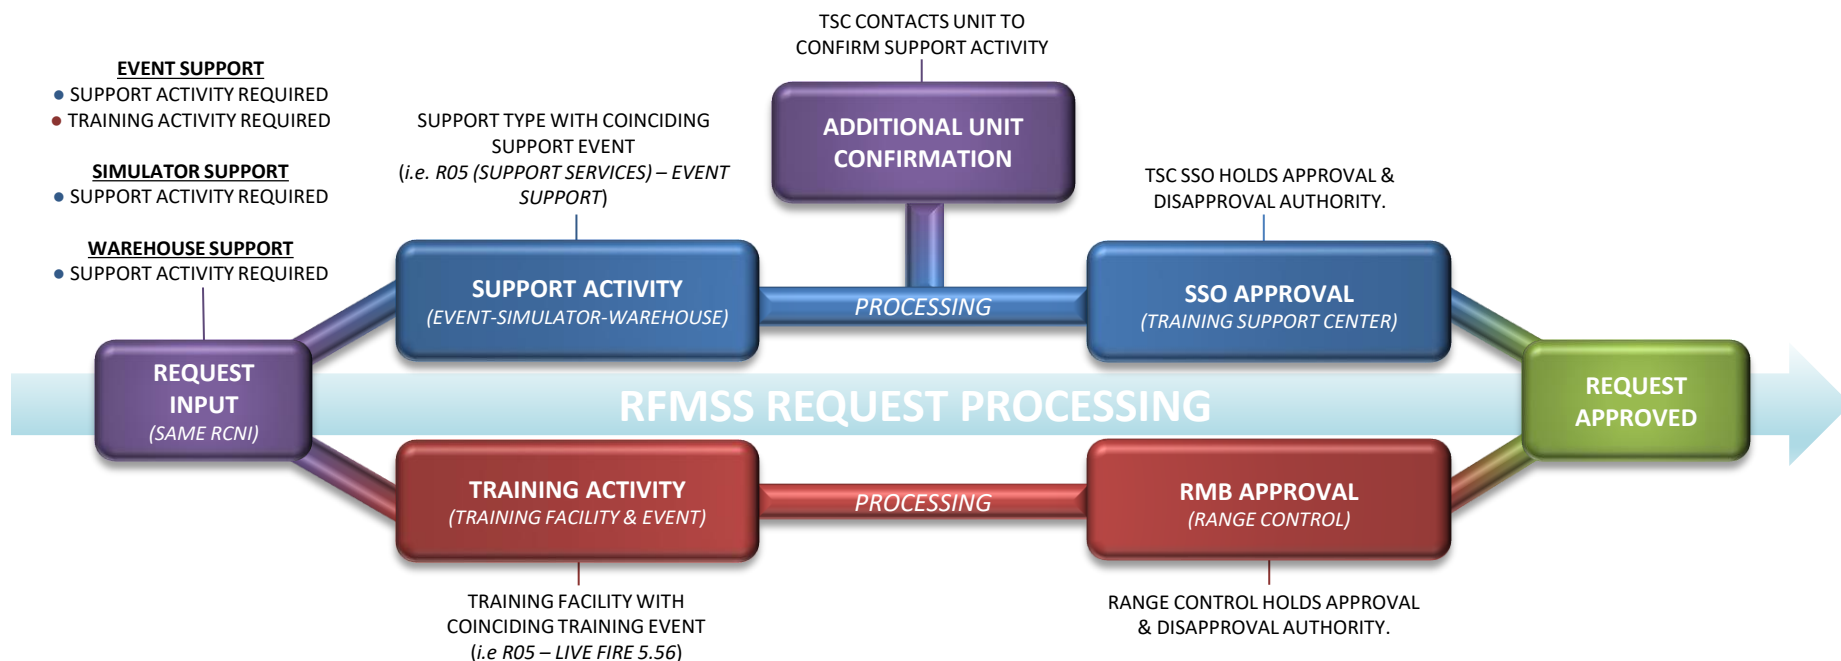 TSC CONTACTS UNIT TO
CONFIRM SUPPORT ACTIVITY
EVENT SUPPORT
● SUPPORT ACTIVITY REQUIRED
● TRAINING ACTIVITY REQUIRED
SIMULATOR SUPPORT
● SUPPORT ACTIVITY REQUIRED
WAREHOUSE SUPPORT
● SUPPORT ACTIVITY REQUIRED
SUPPORT TYPE WITH COINCIDING
SUPPORT EVENT
(i.e. R05 (SUPPORT SERVICES) – EVENT
SUPPORT)
ADDITIONAL UNIT
CONFIRMATION
TSC SSO HOLDS APPROVAL &
DISAPPROVAL AUTHORITY.
SUPPORT ACTIVITY
(EVENT-SIMULATOR-WAREHOUSE)
PROCESSING
SSO APPROVAL
(TRAINING SUPPORT CENTER)
REQUEST
INPUT
(SAME RCNI)
RFMSS REQUEST PROCESSING
REQUEST
APPROVED
TRAINING ACTIVITY
(TRAINING FACILITY & EVENT)
PROCESSING
RMB APPROVAL
(RANGE CONTROL)
TRAINING FACILITY WITH
COINCIDING TRAINING EVENT
(i.e R05 – LIVE FIRE 5.56)
RANGE CONTROL HOLDS APPROVAL
& DISAPPROVAL AUTHORITY.